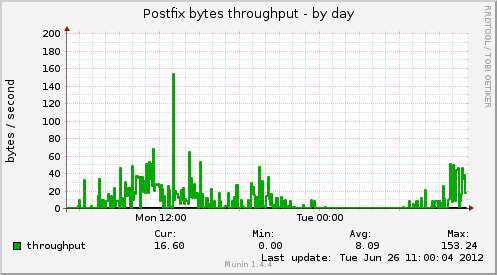 Postfix bytes throughput - by day
RRDTOOL / TOBI OETIKER
bytes / second
200
180
160
140
120
100
80
60
40
20
0
Mon 12:00 Tue 00:00
Cur: Min: Avg: Max:
throughput 16.60 0.00 8.09 153.24
Last update: Tue Jun 26 11:00:04 2012
Munin 1.4.4